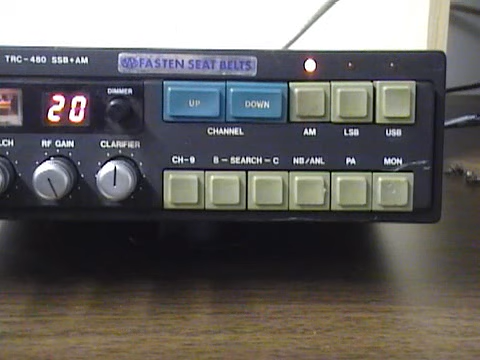 TRC-480 SSB+AM
FASTEN SEAT BELTS
20
DIMMER
UP
DOWN
CHANNEL
AM
LSB
USB
LCH
RF GAIN
CLARIFIER
CH-9
B-SEARCH-C
NB/ANL
PA
MON